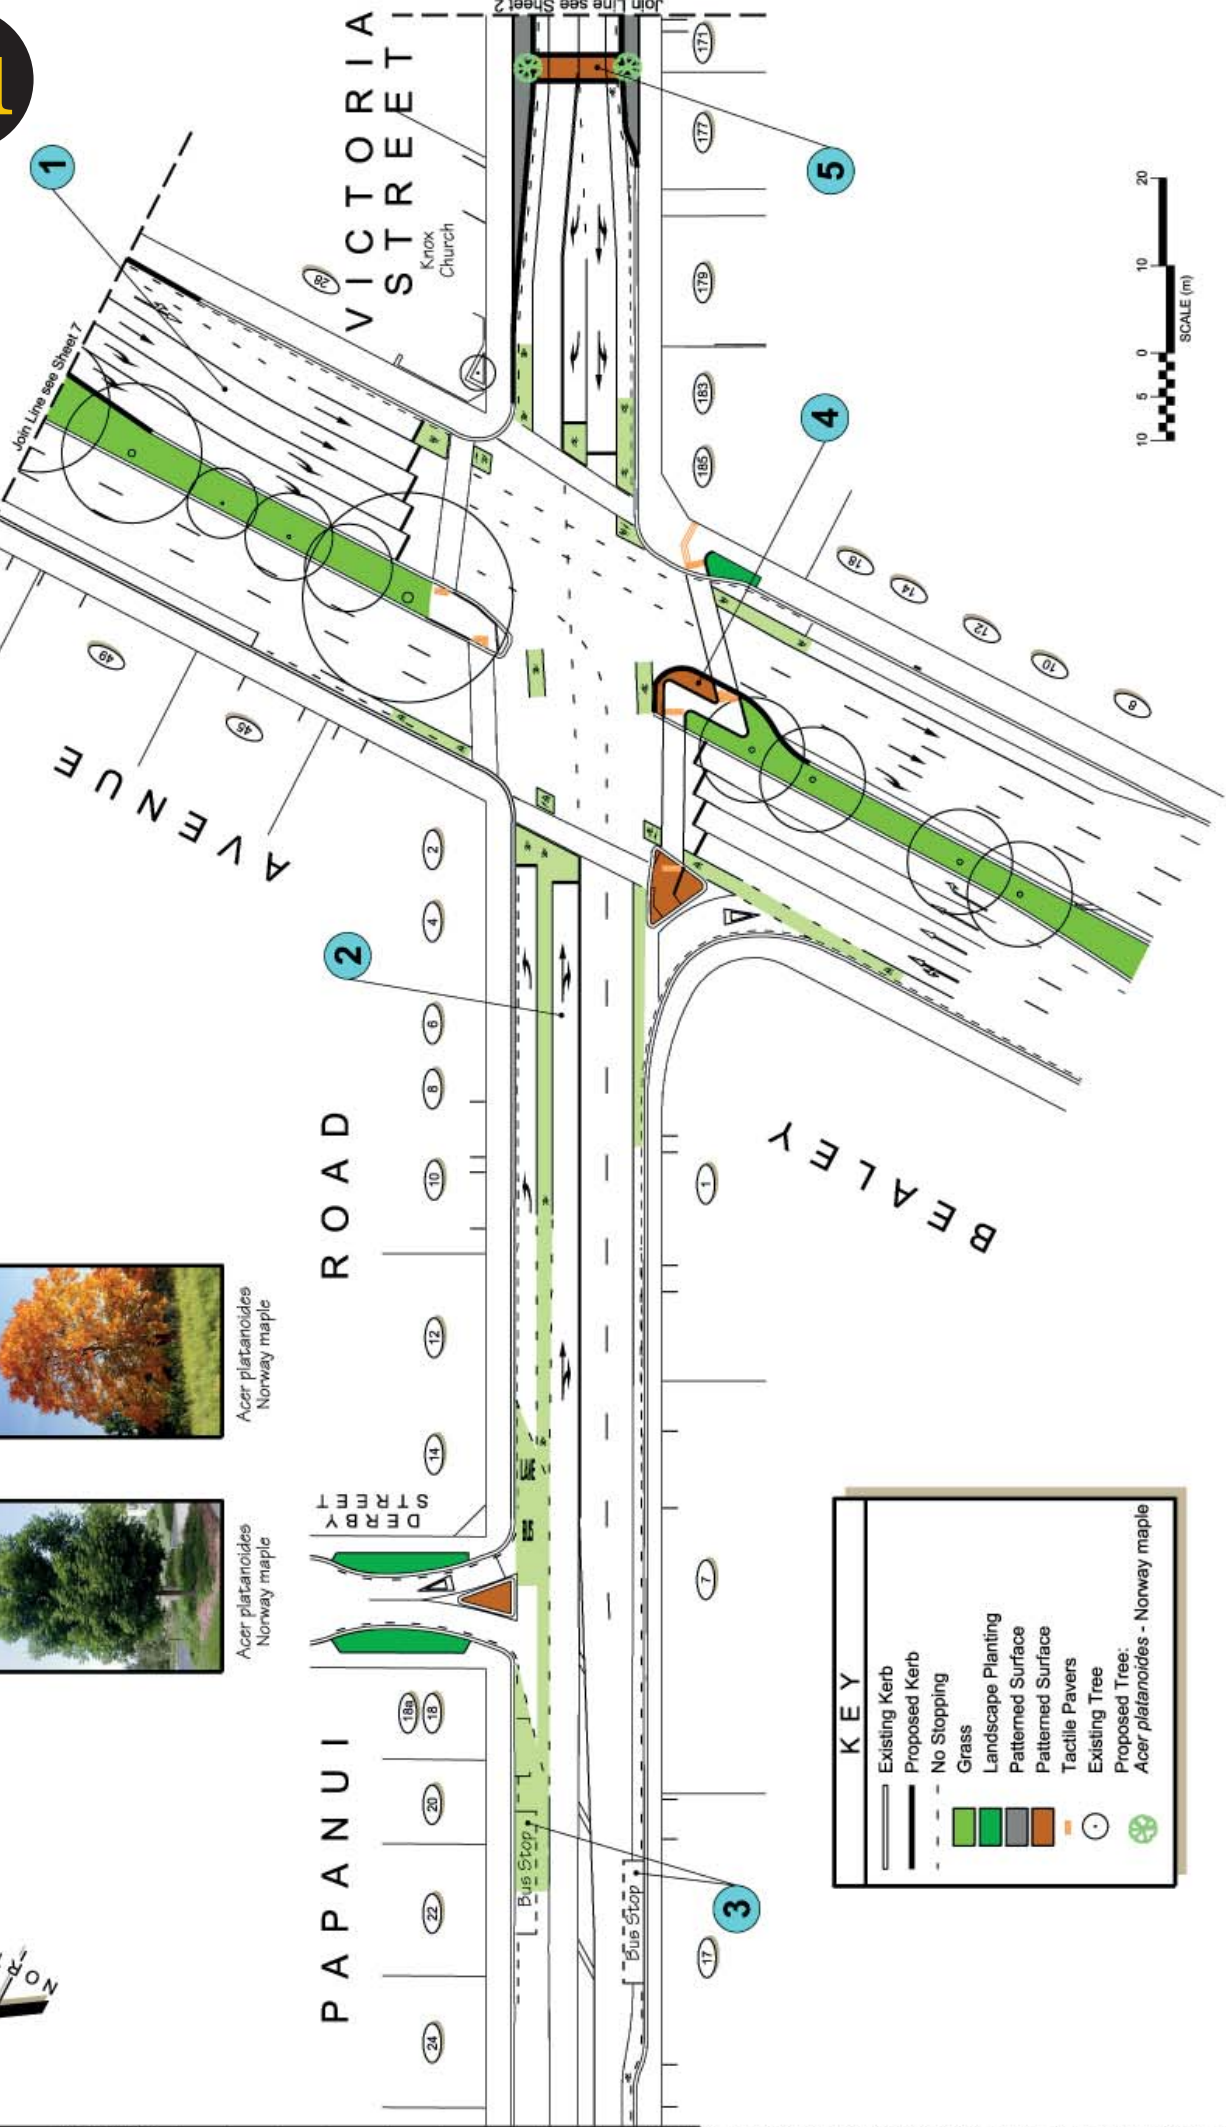 1
1
28
Join Line see Sheet 7
VICTORIA
STREET
Knox
Church
Join Line see Sheet 2
171
177
179
183
185
5
4
20
10
0
5
10
SCALE (m)
49
45
AVENUE
18
14
12
10
8
2
2
4
6
8
10
12
14
ROAD
BEALEY
1
7
17
Acer platanoides
Norway maple
Acer platanoides
Norway maple
DERBY
STREET
BUS
LANE
18a
18
20
22
24
PAPANUI
Bus Stop
Bus Stop
3
KEY
Existing Kerb
Proposed Kerb
No Stopping
Grass
Landscape Planting
Patterned Surface
Patterned Surface
Tactile Pavers
Existing Tree
Proposed Tree:
Acer platanoides - Norway maple